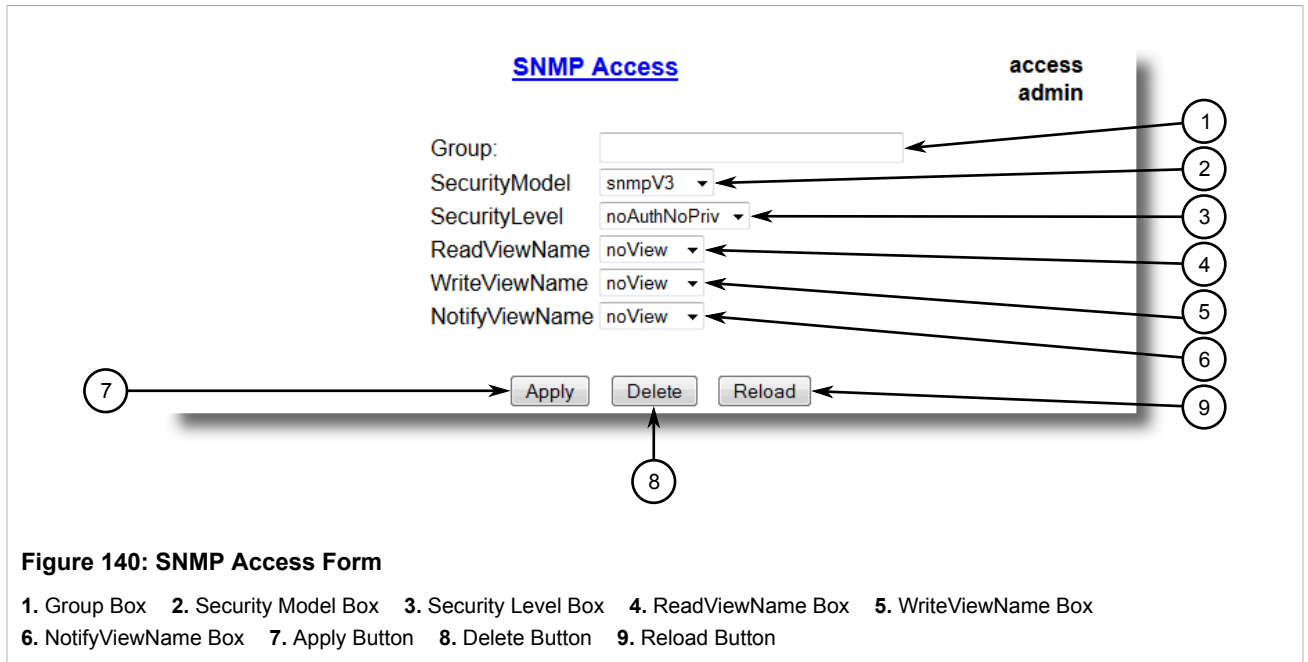 SNMP Access
access
admin
1
Group:
2
SecurityModel snmpV3
SecurityLevel noAuthNoPriv 3
ReadViewName noView
4
WriteViewName noView
5
NotifyViewName noView
6
7 Apply Delete Reload
9
8
Figure 140: SNMP Access Form
1. Group Box 2. Security Model Box 3. Security Level Box 4. ReadViewName Box 5. WriteViewName Box
6. NotifyViewName Box 7. Apply Button 8. Delete Button 9. Reload Button